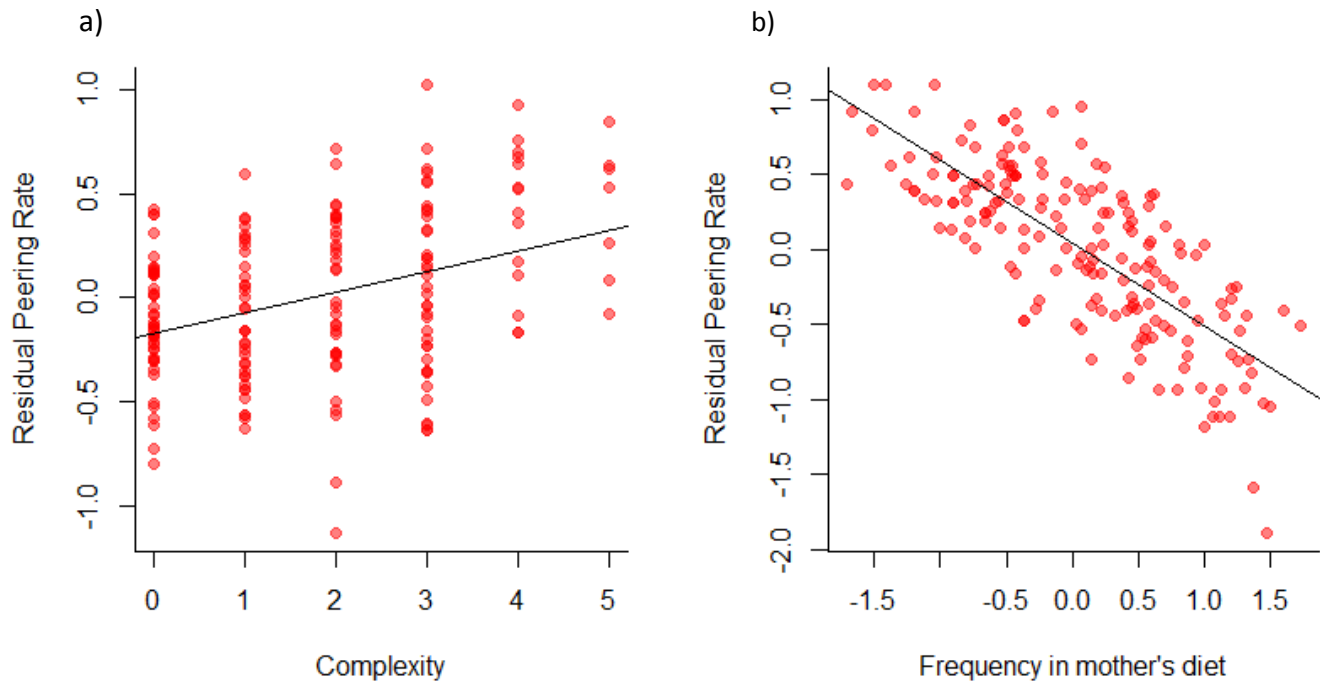 a)
Residual Peering Rate
1.0
0.5
0.0
-0.5
-1.0
0 1 2 3 4 5
Complexity
b)
Residual Peering Rate
1.0
0.5
0.0
-0.5
-1.0
-1.5
-2.0
-1.5 -0.5 0.0 0.5 1.0 1.5
Frequency in mother's diet